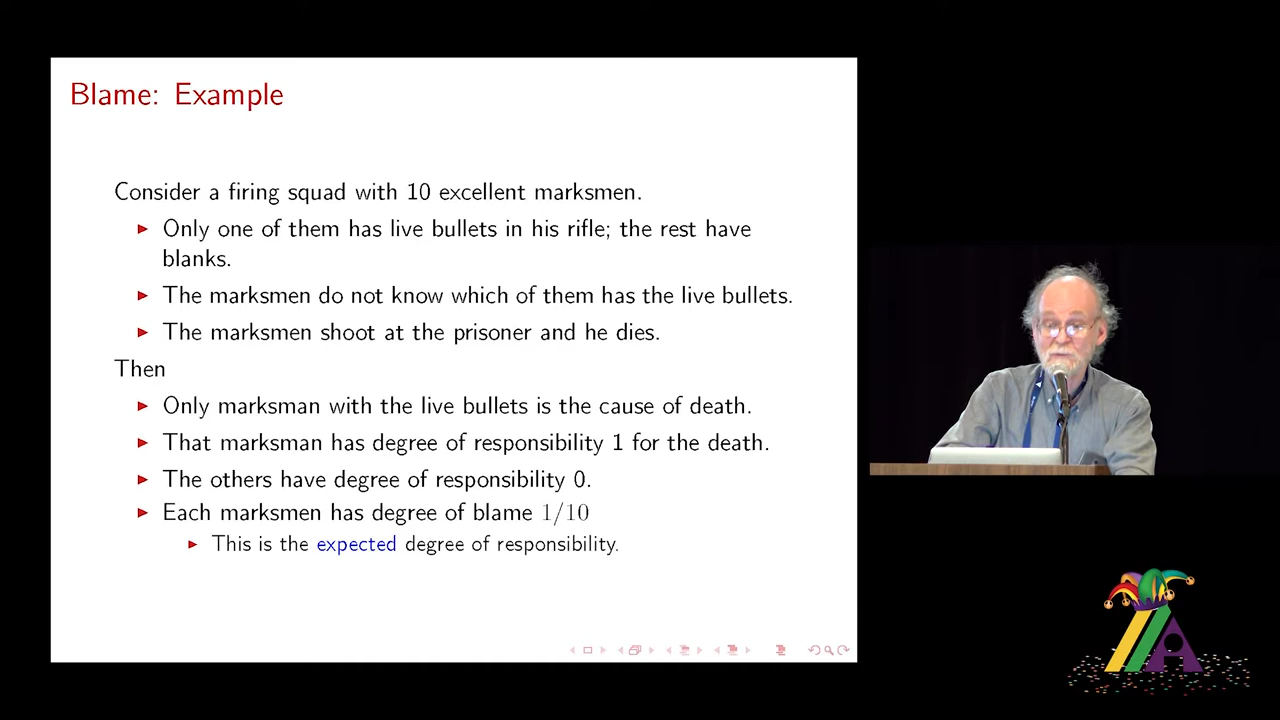 Blame: Example
Consider a firing squad with 10 excellent marksmen.
Only one of them has live bullets in his rifle; the rest have
blanks.
The marksmen do not know which of them has the live bullets.
The marksmen shoot at the prisoner and he dies.
Then
Only marksman with the live bullets is the cause of death.
That marksman has degree of responsibility 1 for the death.
The others have degree of responsibility 0.
Each marksmen has degree of blame 1/10
This is the expected degree of responsibility.